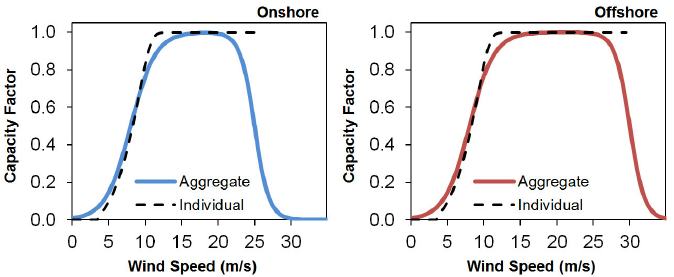 Onshore
1.0
0.8
0.6
0.4
0.2
0.0
Capacity Factor
Aggregate
Individual
0 5 10 15 20 25 30
Wind Speed (m/s)
Offshore
1.0
0.8
0.6
0.4
0.2
0.0
Capacity Factor
Aggregate
Individual
0 5 10 15 20 25 30
Wind Speed (m/s)